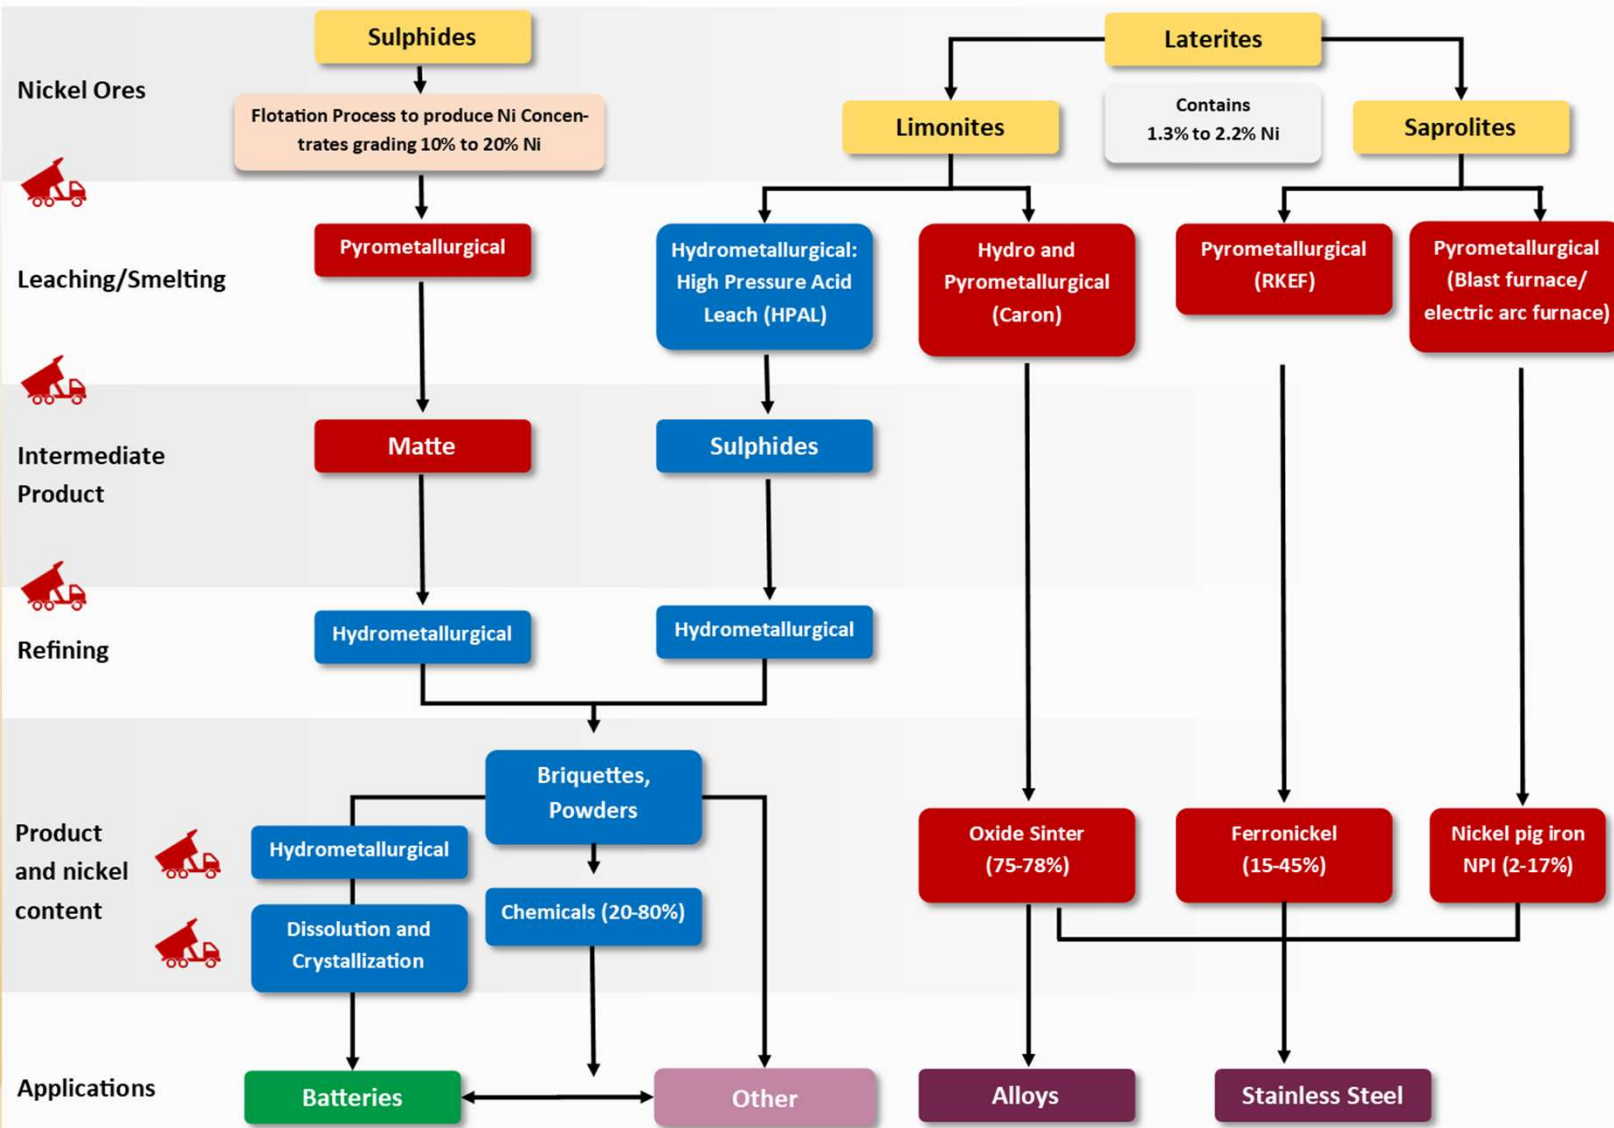 Sulphides
Laterites
Nickel Ores
Flotation Process to produce Ni Concen-
trates grading 10% to 20% Ni
Limonites
Contains
1.3% to 2.2% Ni
Saprolites
Leaching/Smelting
Pyrometallurgical
Hydrometallurgical:
High Pressure Acid
Leach (HPAL)
Hydro and
Pyrometallurgical
(Caron)
Pyrometallurgical
(RKEF)
Pyrometallurgical
(Blast furnace/
electric arc furnace)
Intermediate
Product
Matte
Sulphides
Refining
Hydrometallurgical
Hydrometallurgical
Product
and nickel
content
Briquettes,
Powders
Hydrometallurgical
Dissolution and
Crystallization
Chemicals (20-80%)
Oxide Sinter
(75-78%)
Ferronickel
(15-45%)
Nickel pig iron
NPI (2-17%)
Applications
Batteries
Other
Alloys
Stainless Steel